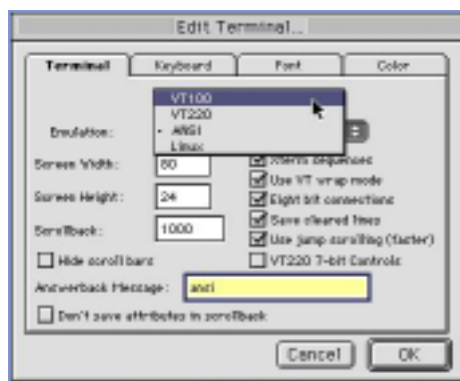 Edit Terminal...
Terminal Keyboard Font Color
VT100
VT220
Emulation: • ANSI
Linux
Screen Width: 80 Xterm sequences
Use VT wrap mode
Screen Height: 24 Eight bit connections
Save cleared lines
Scrollback: 1000 Use jump scrolling (faster)
Hide scroll bars VT220 7-bit Controls
Answerback Message: ansi
Don't save attributes in scrollback
Cancel OK